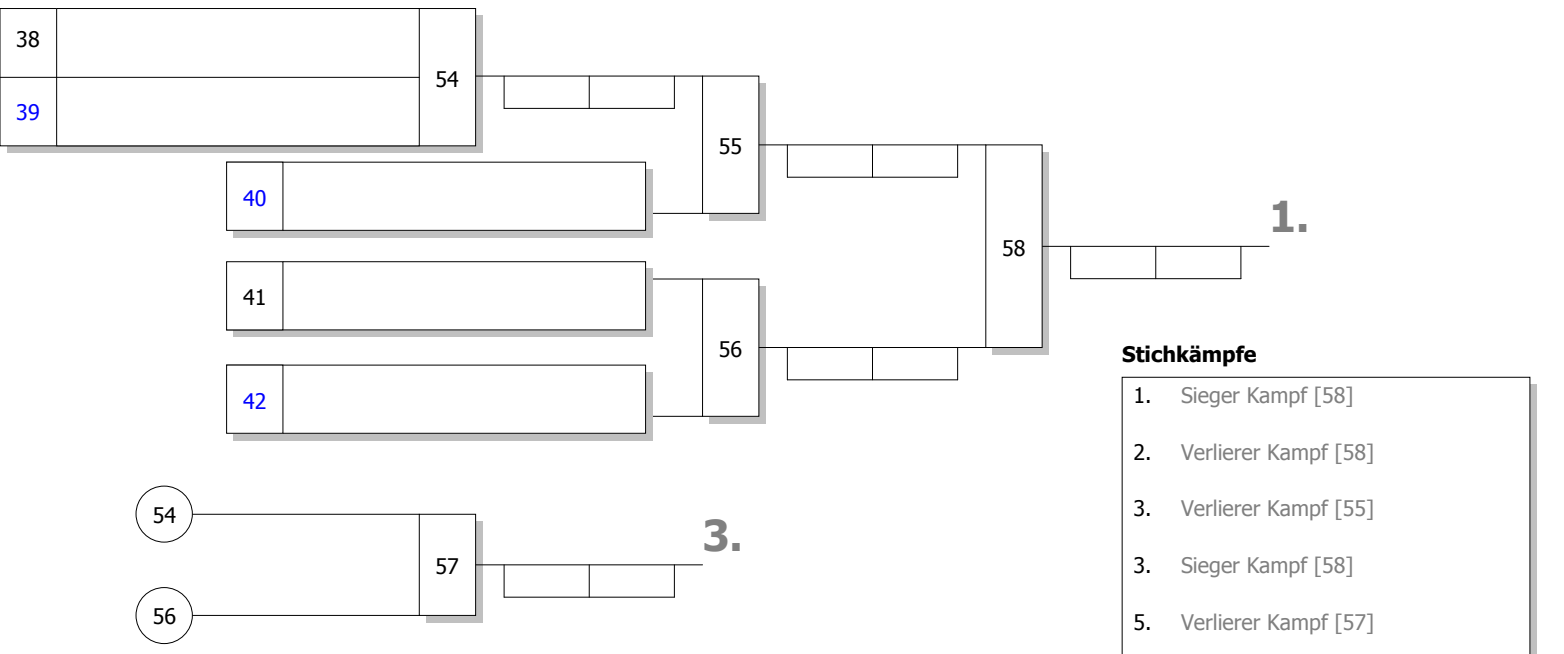 38
54
39
55
40
1.
58
41
56
42
Stichkämpfe
1. Sieger Kampf [58]
2. Verlierer Kampf [58]
3. Verlierer Kampf [55]
3. Sieger Kampf [58]
5. Verlierer Kampf [57]
54
3.
57
56